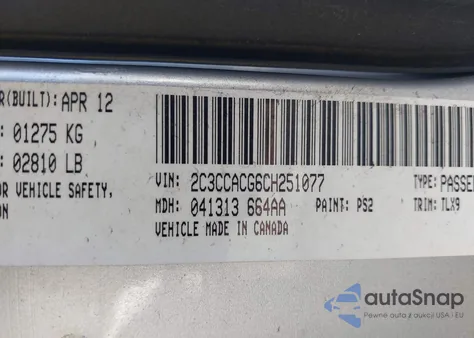 R(BUILT): APR 12
: 01275 KG
: 02810 LB
OR VEHICLE SAFETY,
ON
VIN: 2C3CCACG6CH251077
TYPE: PASSE
MDH: 041313 664AA
PAINT: PS2
TRIM: TLX9
VEHICLE MADE IN CANADA
autoSnap
Pewne auta z aukcji USA i EU